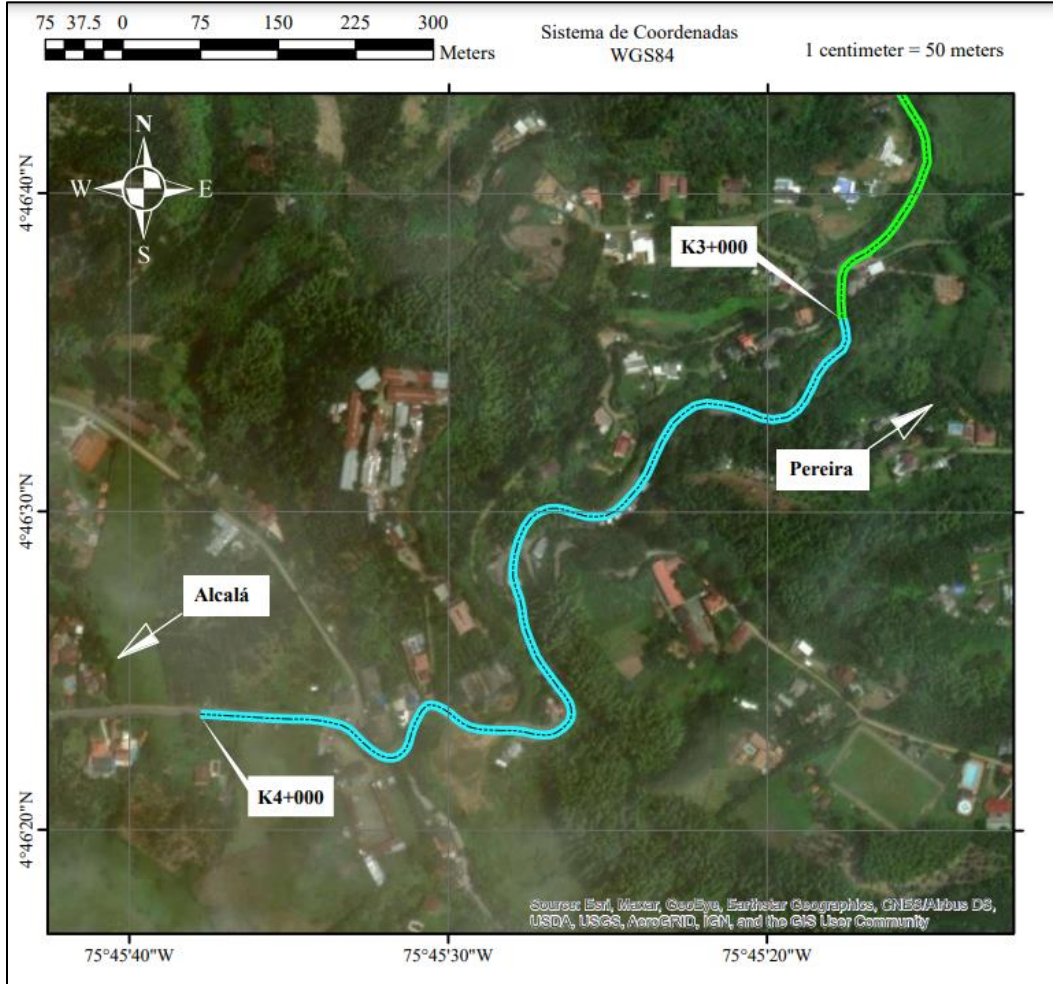 75 37.5 0 75 150 225 300
Meters
Sistema de Coordenadas
WGS84
1 centimeter = 50 meters
N
W E
S
4°46'40"N
K3+000
Pereira
4°46'30"N
Alcalá
K4+000
4°46'20"N
Source: Esri, Maxar, GeoEye, Earthstar Geographics, CNES/Airbus DS,
USDA, USGS, AeroGRID, IGN, and the GIS User Community
75°45'40"W 75°45'30"W 75°45'20"W